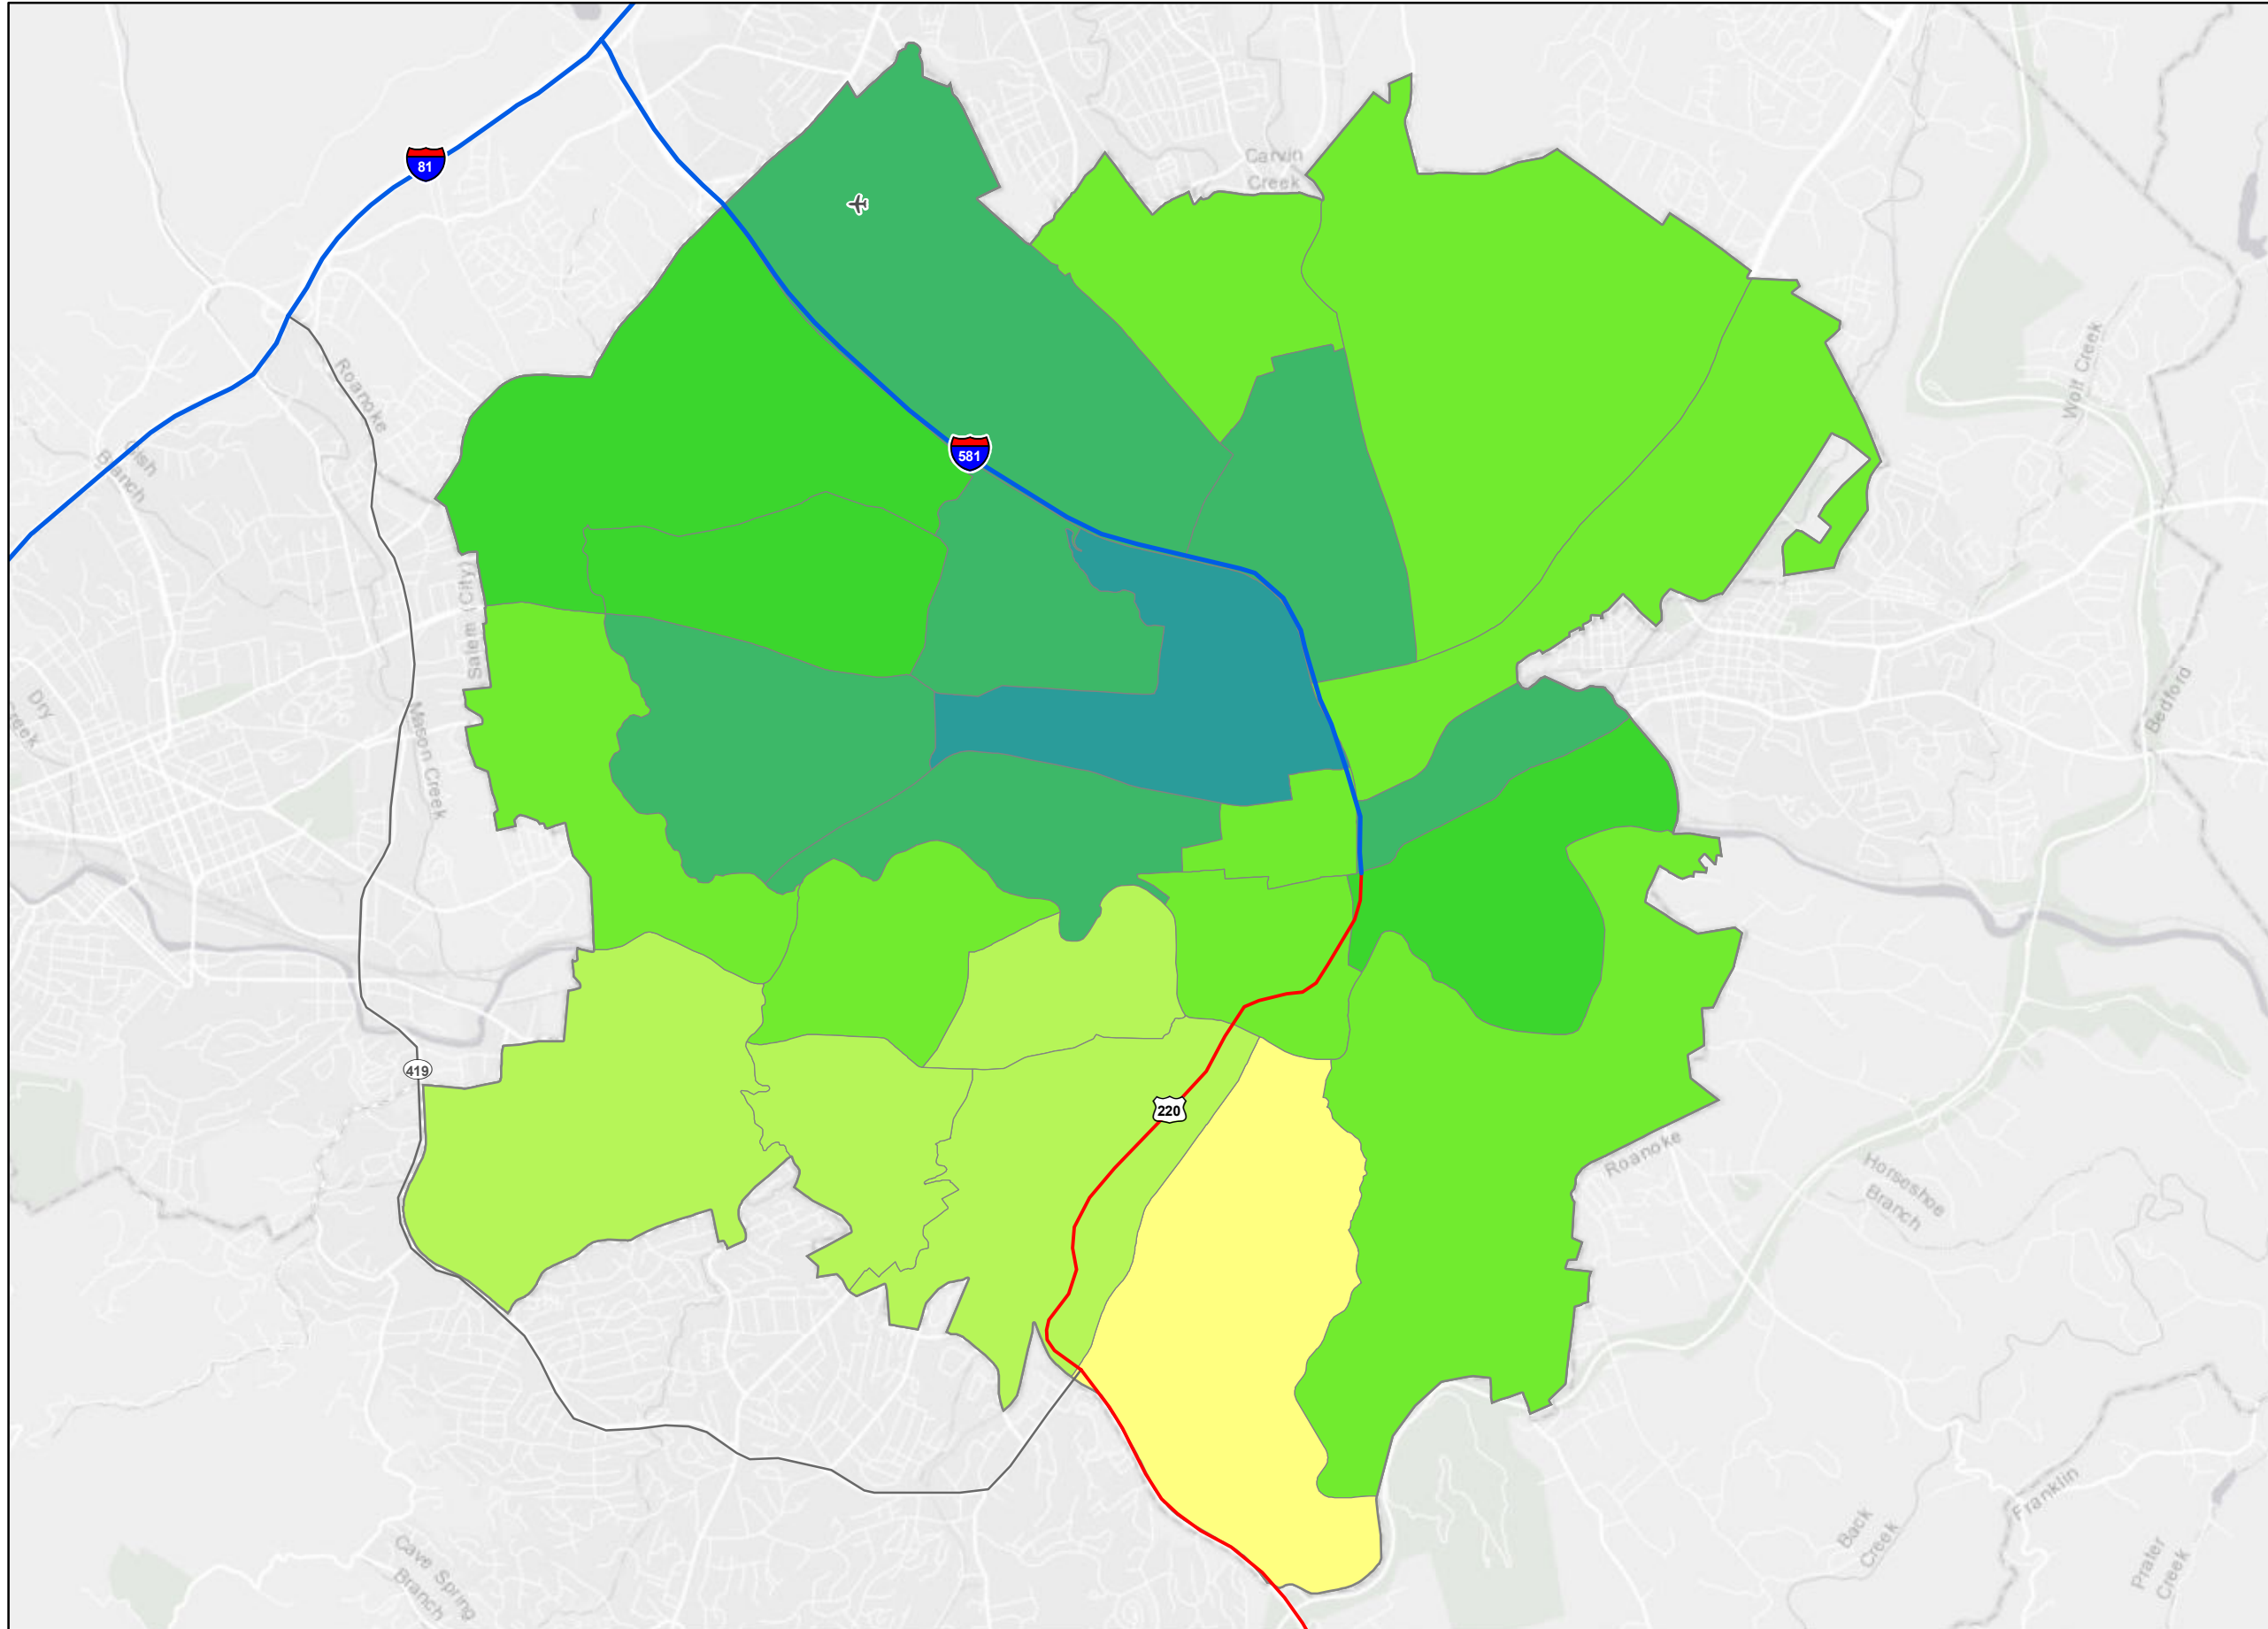 Carvin
Creek
81
Wolf Creek
Roanoke
581
Gish
Branch
Salem (City)
Bedford
Dry
Creek
Mason Creek
419
220
Roanoke
Horseshoe
Branch
Franklin
Back
Creek
Prater
Creek
Cave Spring
Branch